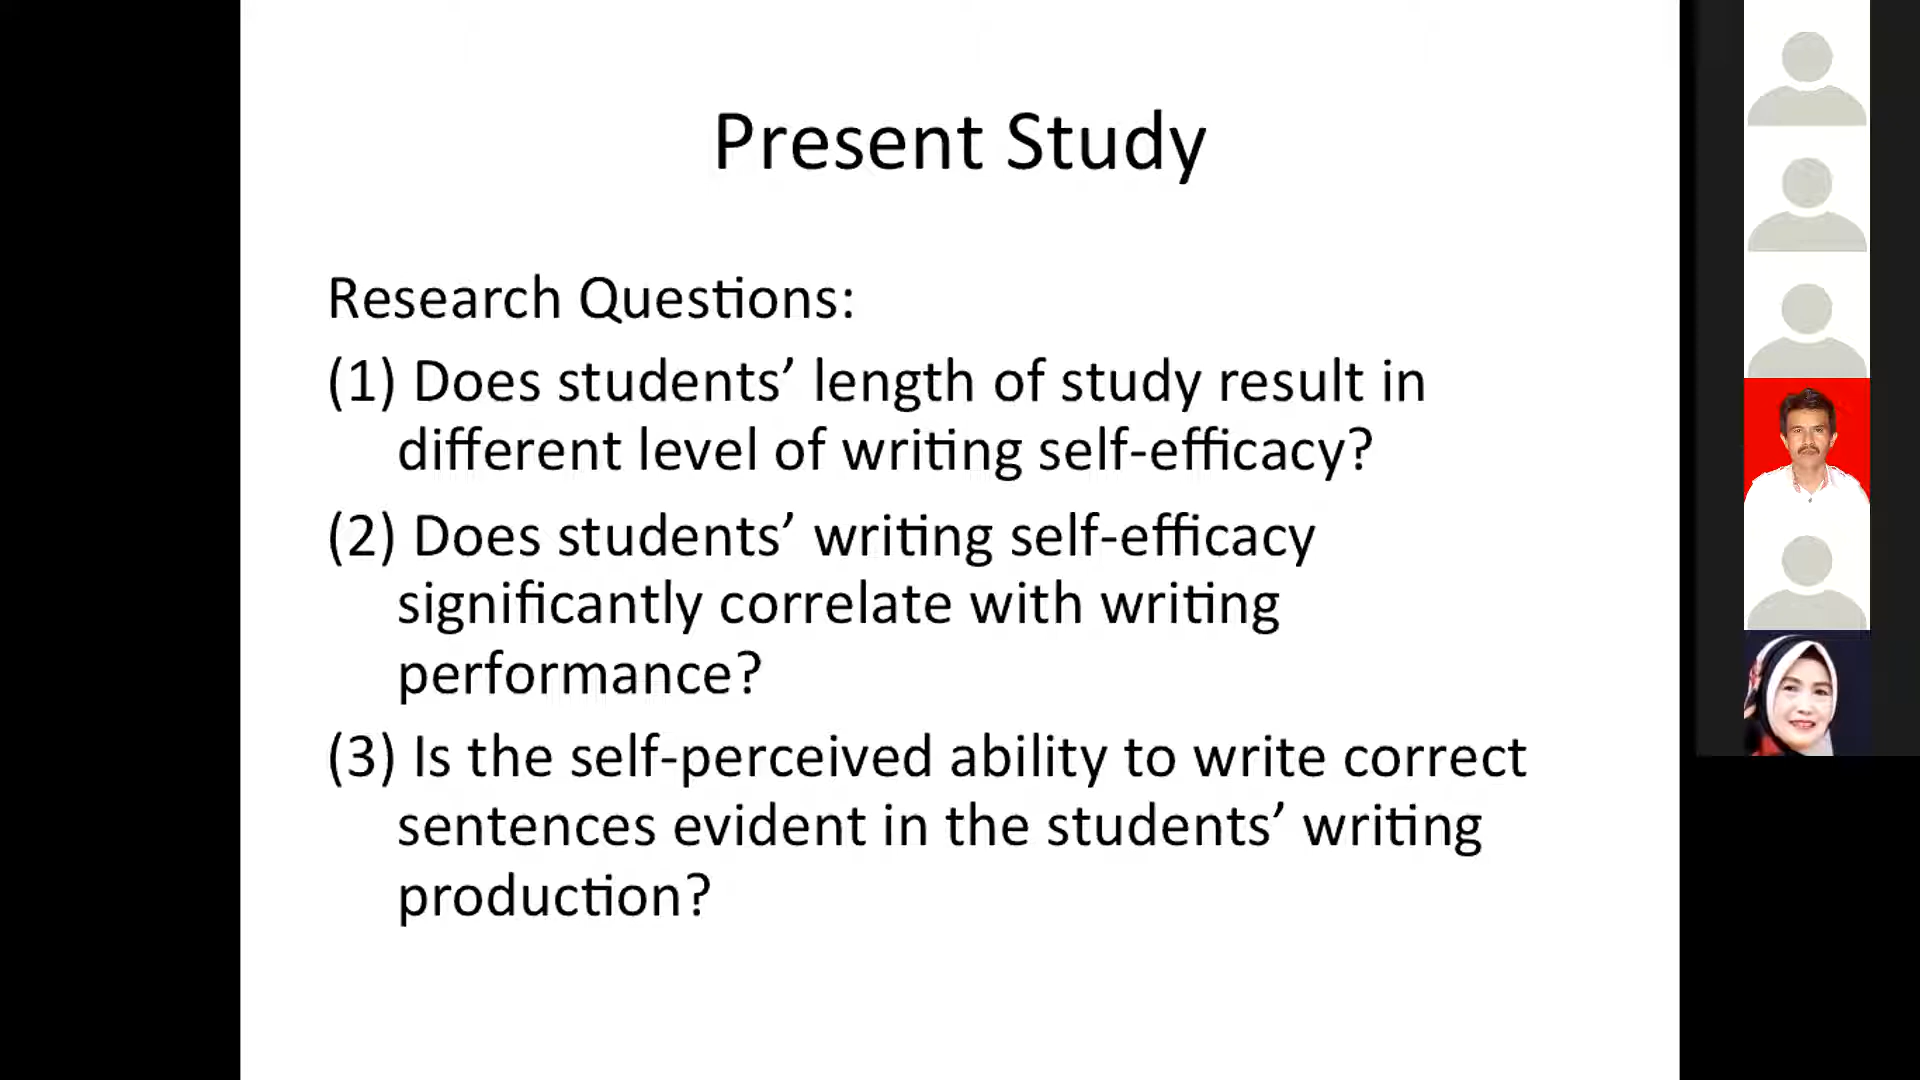 Present Study
Research Questions:
(1) Does students’ length of study result in
different level of writing self-efficacy?
(2) Does students’ writing self-efficacy
significantly correlate with writing
performance?
(3) Is the self-perceived ability to write correct
sentences evident in the students’ writing
production?